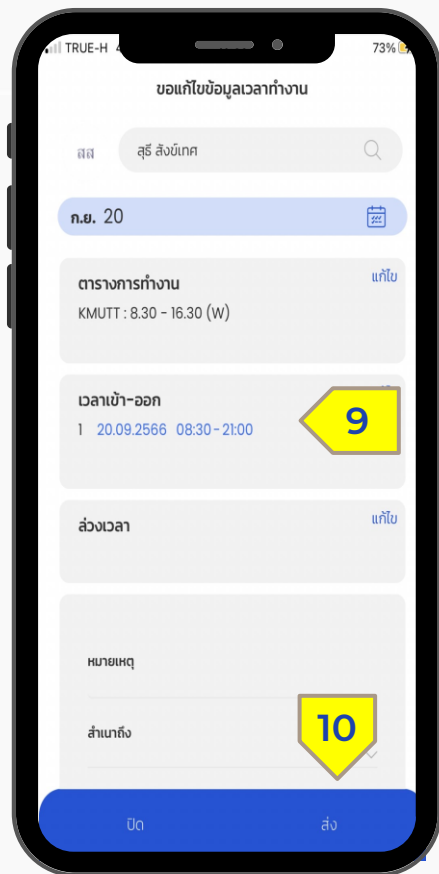 TRUE-H 4
73%
ขอแก้ไขข้อมูลเวลาทำงาน
สส สุธี สังข์เทศ
ก.ย. 20
ตารางการทำงาน แก้ไข
KMUTT : 8.30 - 16.30 (W)
เวลาเข้า-ออก
1 20.09.2566 08:30 - 21:00
9
ล่วงเวลา แก้ไข
หมายเหตุ
สำเนาถึง
10
ปิด ส่ง